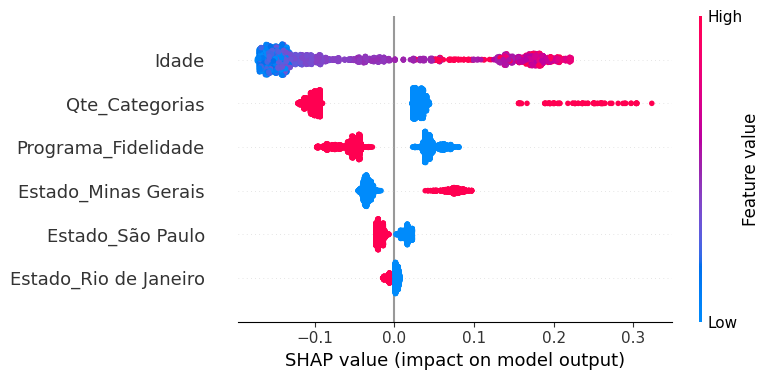 High
Idade
Qte_Categorias
Programa_Fidelidade
Estado_Minas Gerais
Estado_São Paulo
Estado_Rio de Janeiro
Feature value
Low
−0.1 0.0 0.1 0.2 0.3
SHAP value (impact on model output)